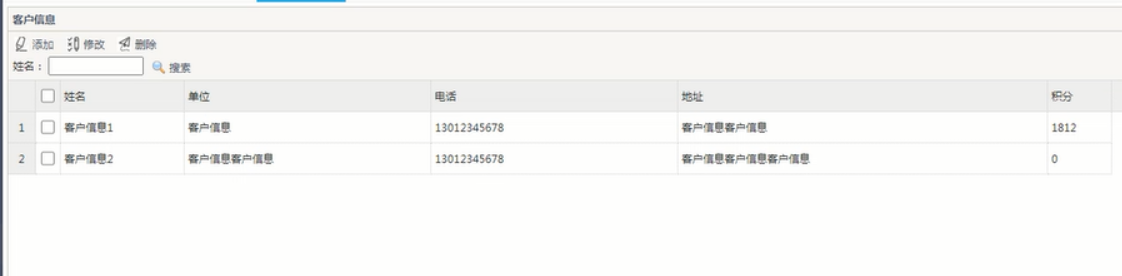 客户信息
添加 修改 删除
姓名： 搜索
姓名 单位 电话 地址 积分
1 客户信息1 客户信息 13012345678 客户信息客户信息 1812
2 客户信息2 客户信息客户信息 13012345678 客户信息客户信息客户信息 0